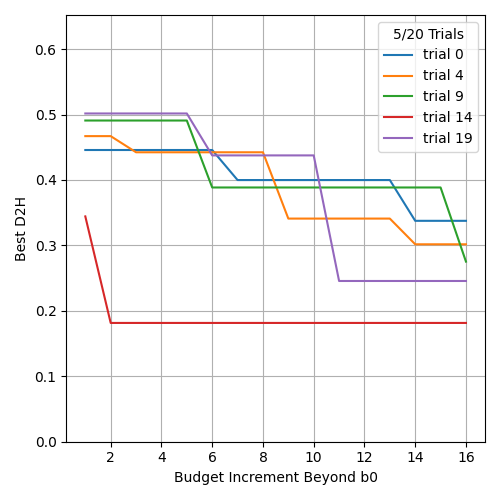 5/20 Trials
trial 0
trial 4
trial 9
trial 14
trial 19
Best D2H
0.6
0.5
0.4
0.3
0.2
0.1
0.0
2 4 6 8 10 12 14 16
Budget Increment Beyond b0